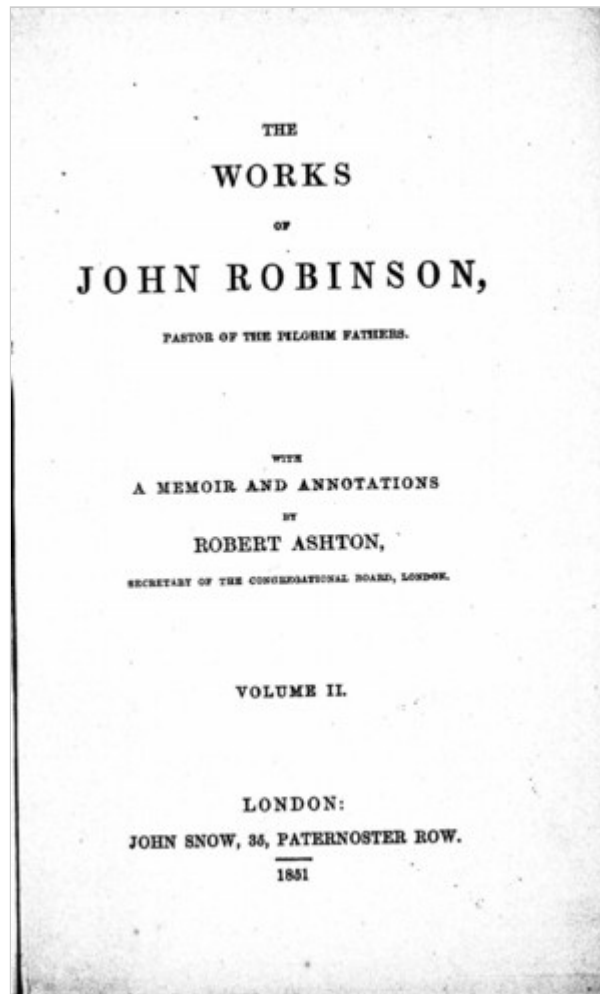 THE
WORKS
OF
JOHN ROBINSON,
PASTOR OF THE PILGRIM FATHERS.
WITH
A MEMOIR AND ANNOTATIONS
BY
ROBERT ASHTON,
SECRETARY OF THE CONGREGATIONAL BOARD, LONDON.
VOLUME II.
LONDON:
JOHN SNOW, 35, PATERNOSTER ROW.
1851